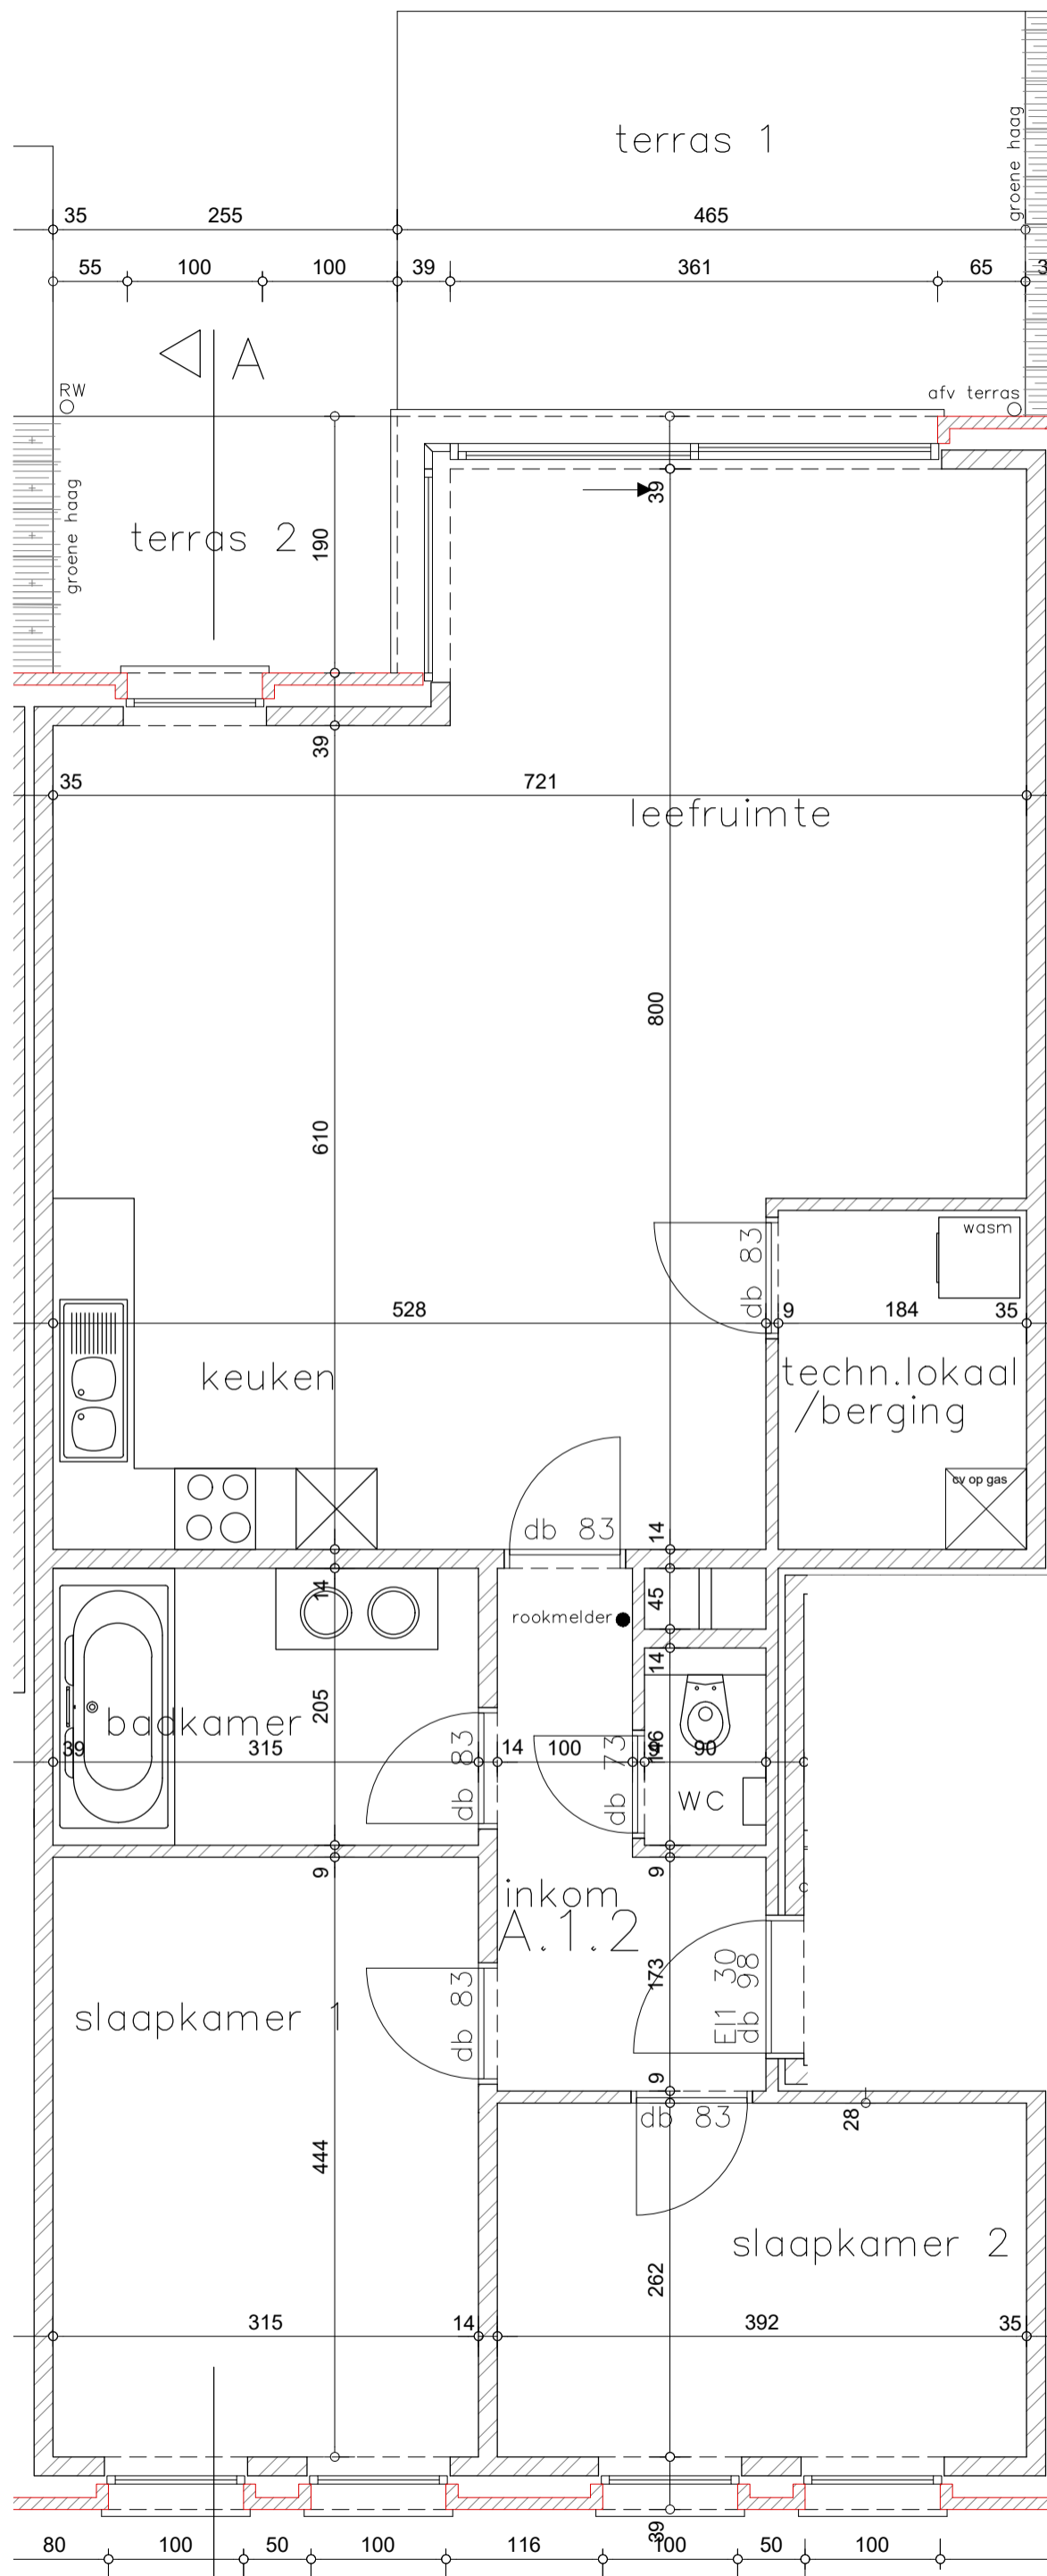 terras 1
groene haag
35 255 465
55 100 100 39 361 65 3
A
RW
afv terras
groene haag
terras 2
190
39
39
35 721
leefruimte
800
610
wasm
db 83
528 9 184 35
keuken
techn.lokaal
/berging
cv op gas
db 83
14
14
45
rookmelder
14
205
badkamer
39 315 14 100 9 90
146
db 83
db 73
WC
9
9
inkom
A.1.2
173
EI1 30
db 98
slaapkamer 1
db 83
9
db 83
28
444
slaapkamer 2
262
315 14 392 35
39
80 100 50 100 116 100 50 100